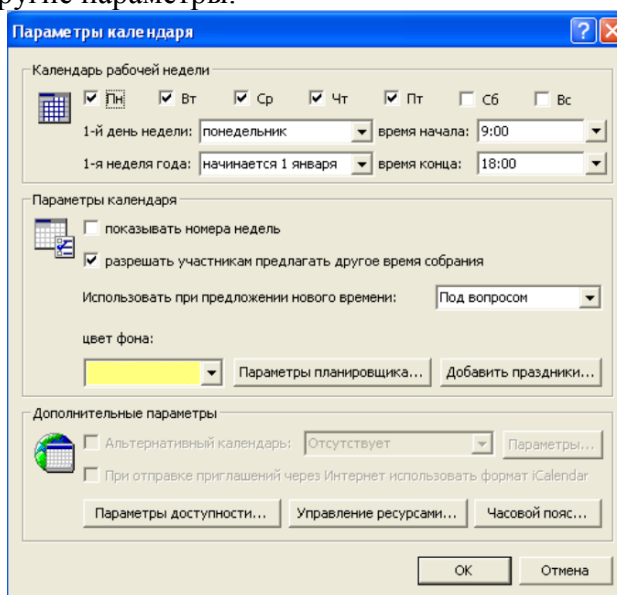 другие параметры.
Параметры календаря
Календарь рабочей недели
Пн Вт Ср Чт Пт Сб Вс
1-й день недели: понедельник время начала: 9:00
1-я неделя года: начинается 1 января время конца: 18:00
Параметры календаря
показывать номера недель
разрешать участникам предлагать другое время собрания
Использовать при предложении нового времени: Под вопросом
цвет фона:
Параметры планировщика... Добавить праздники...
Дополнительные параметры
Альтернативный календарь: Отсутствует Параметры...
При отправке приглашений через Интернет использовать формат iCalendar
Параметры доступности... Управление ресурсами... Часовой пояс...
ОК Отмена